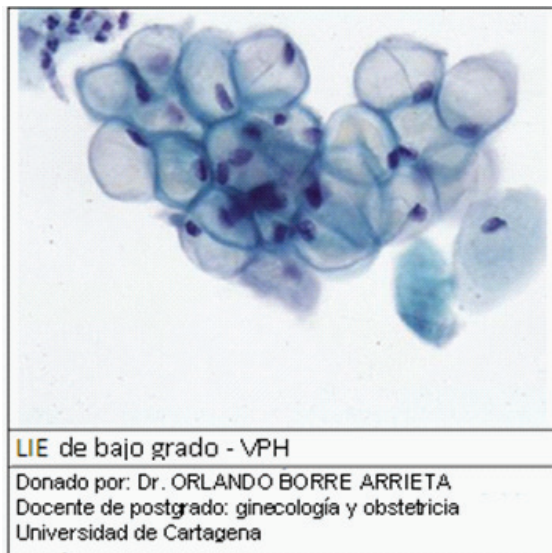 LIE de bajo grado - VPH
Donado por: Dr. ORLANDO BORRE ARRIETA
Docente de postgrado: ginecología y obstetricia
Universidad de Cartagena